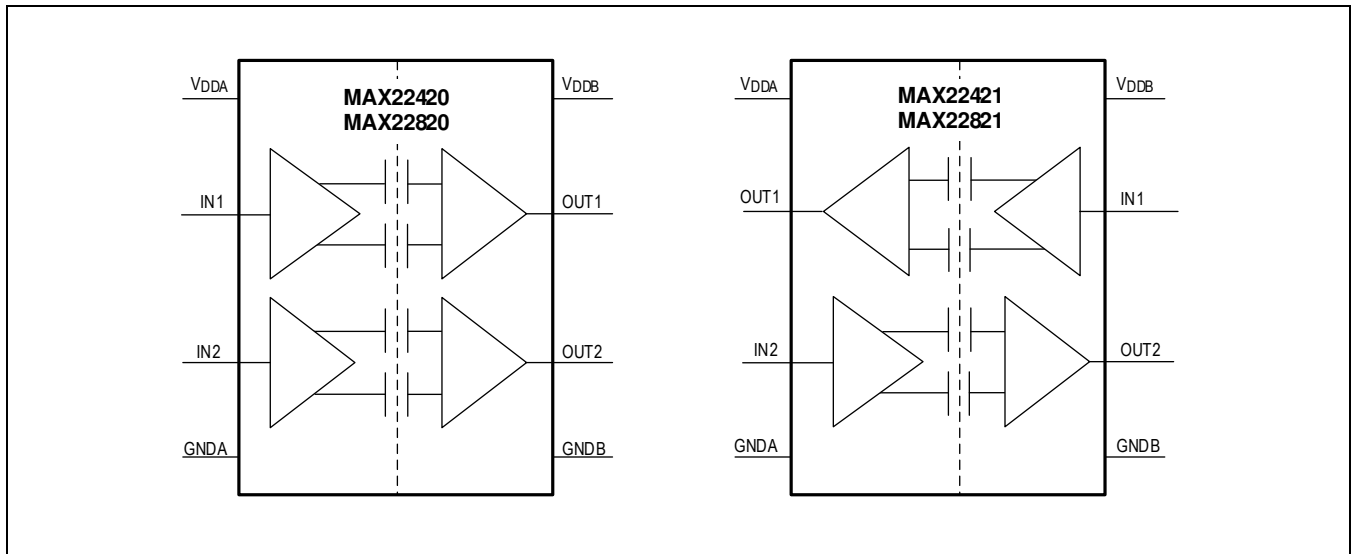 VDDA
VDDB
MAX22420
MAX22820
IN1
OUT1
IN2
OUT2
GNDA
GNDB
VDDA
VDDB
MAX22421
MAX22821
OUT1
IN1
IN2
OUT2
GNDA
GNDB